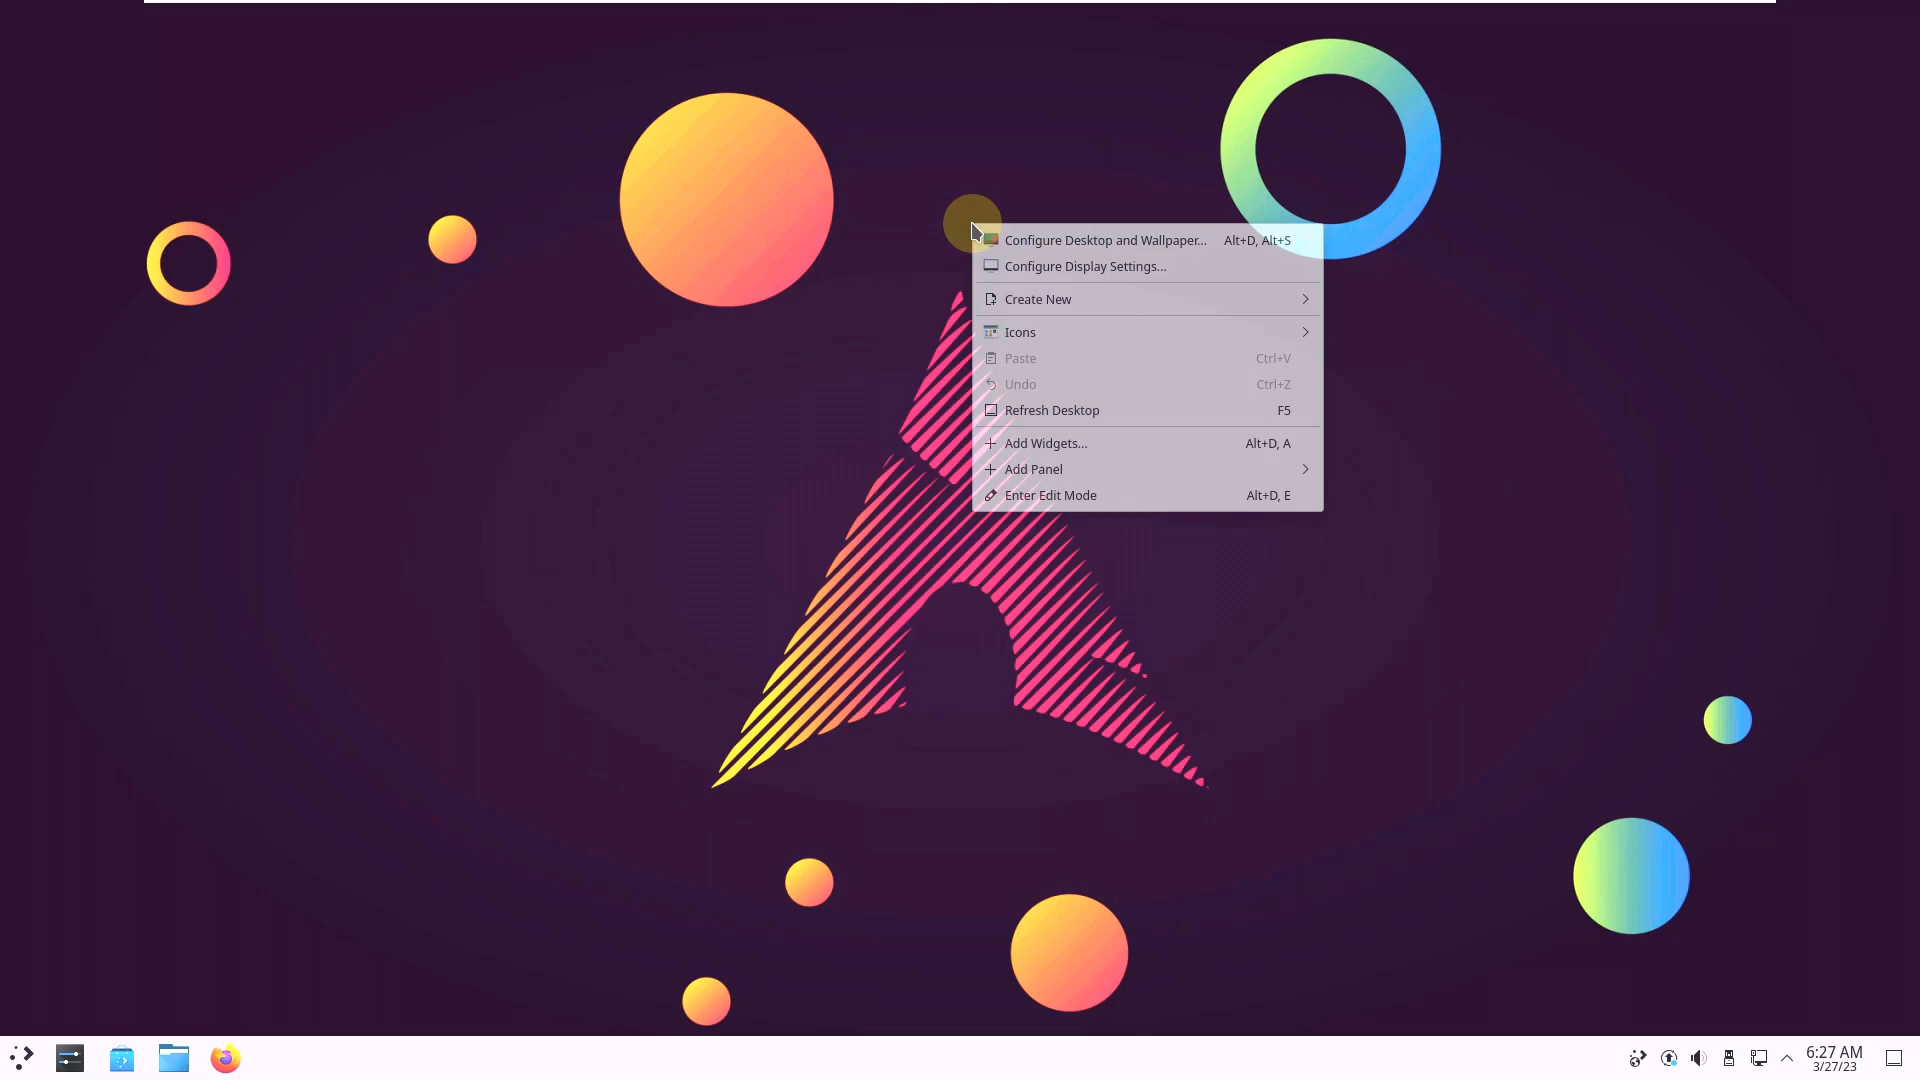 Configure Desktop and Wallpaper... Alt+D, Alt+S
Configure Display Settings...
Create New
Icons
Paste Ctrl+V
Undo Ctrl+Z
Refresh Desktop F5
Add Widgets... Alt+D, A
Add Panel
Enter Edit Mode Alt+D, E
6:27 AM
3/27/23